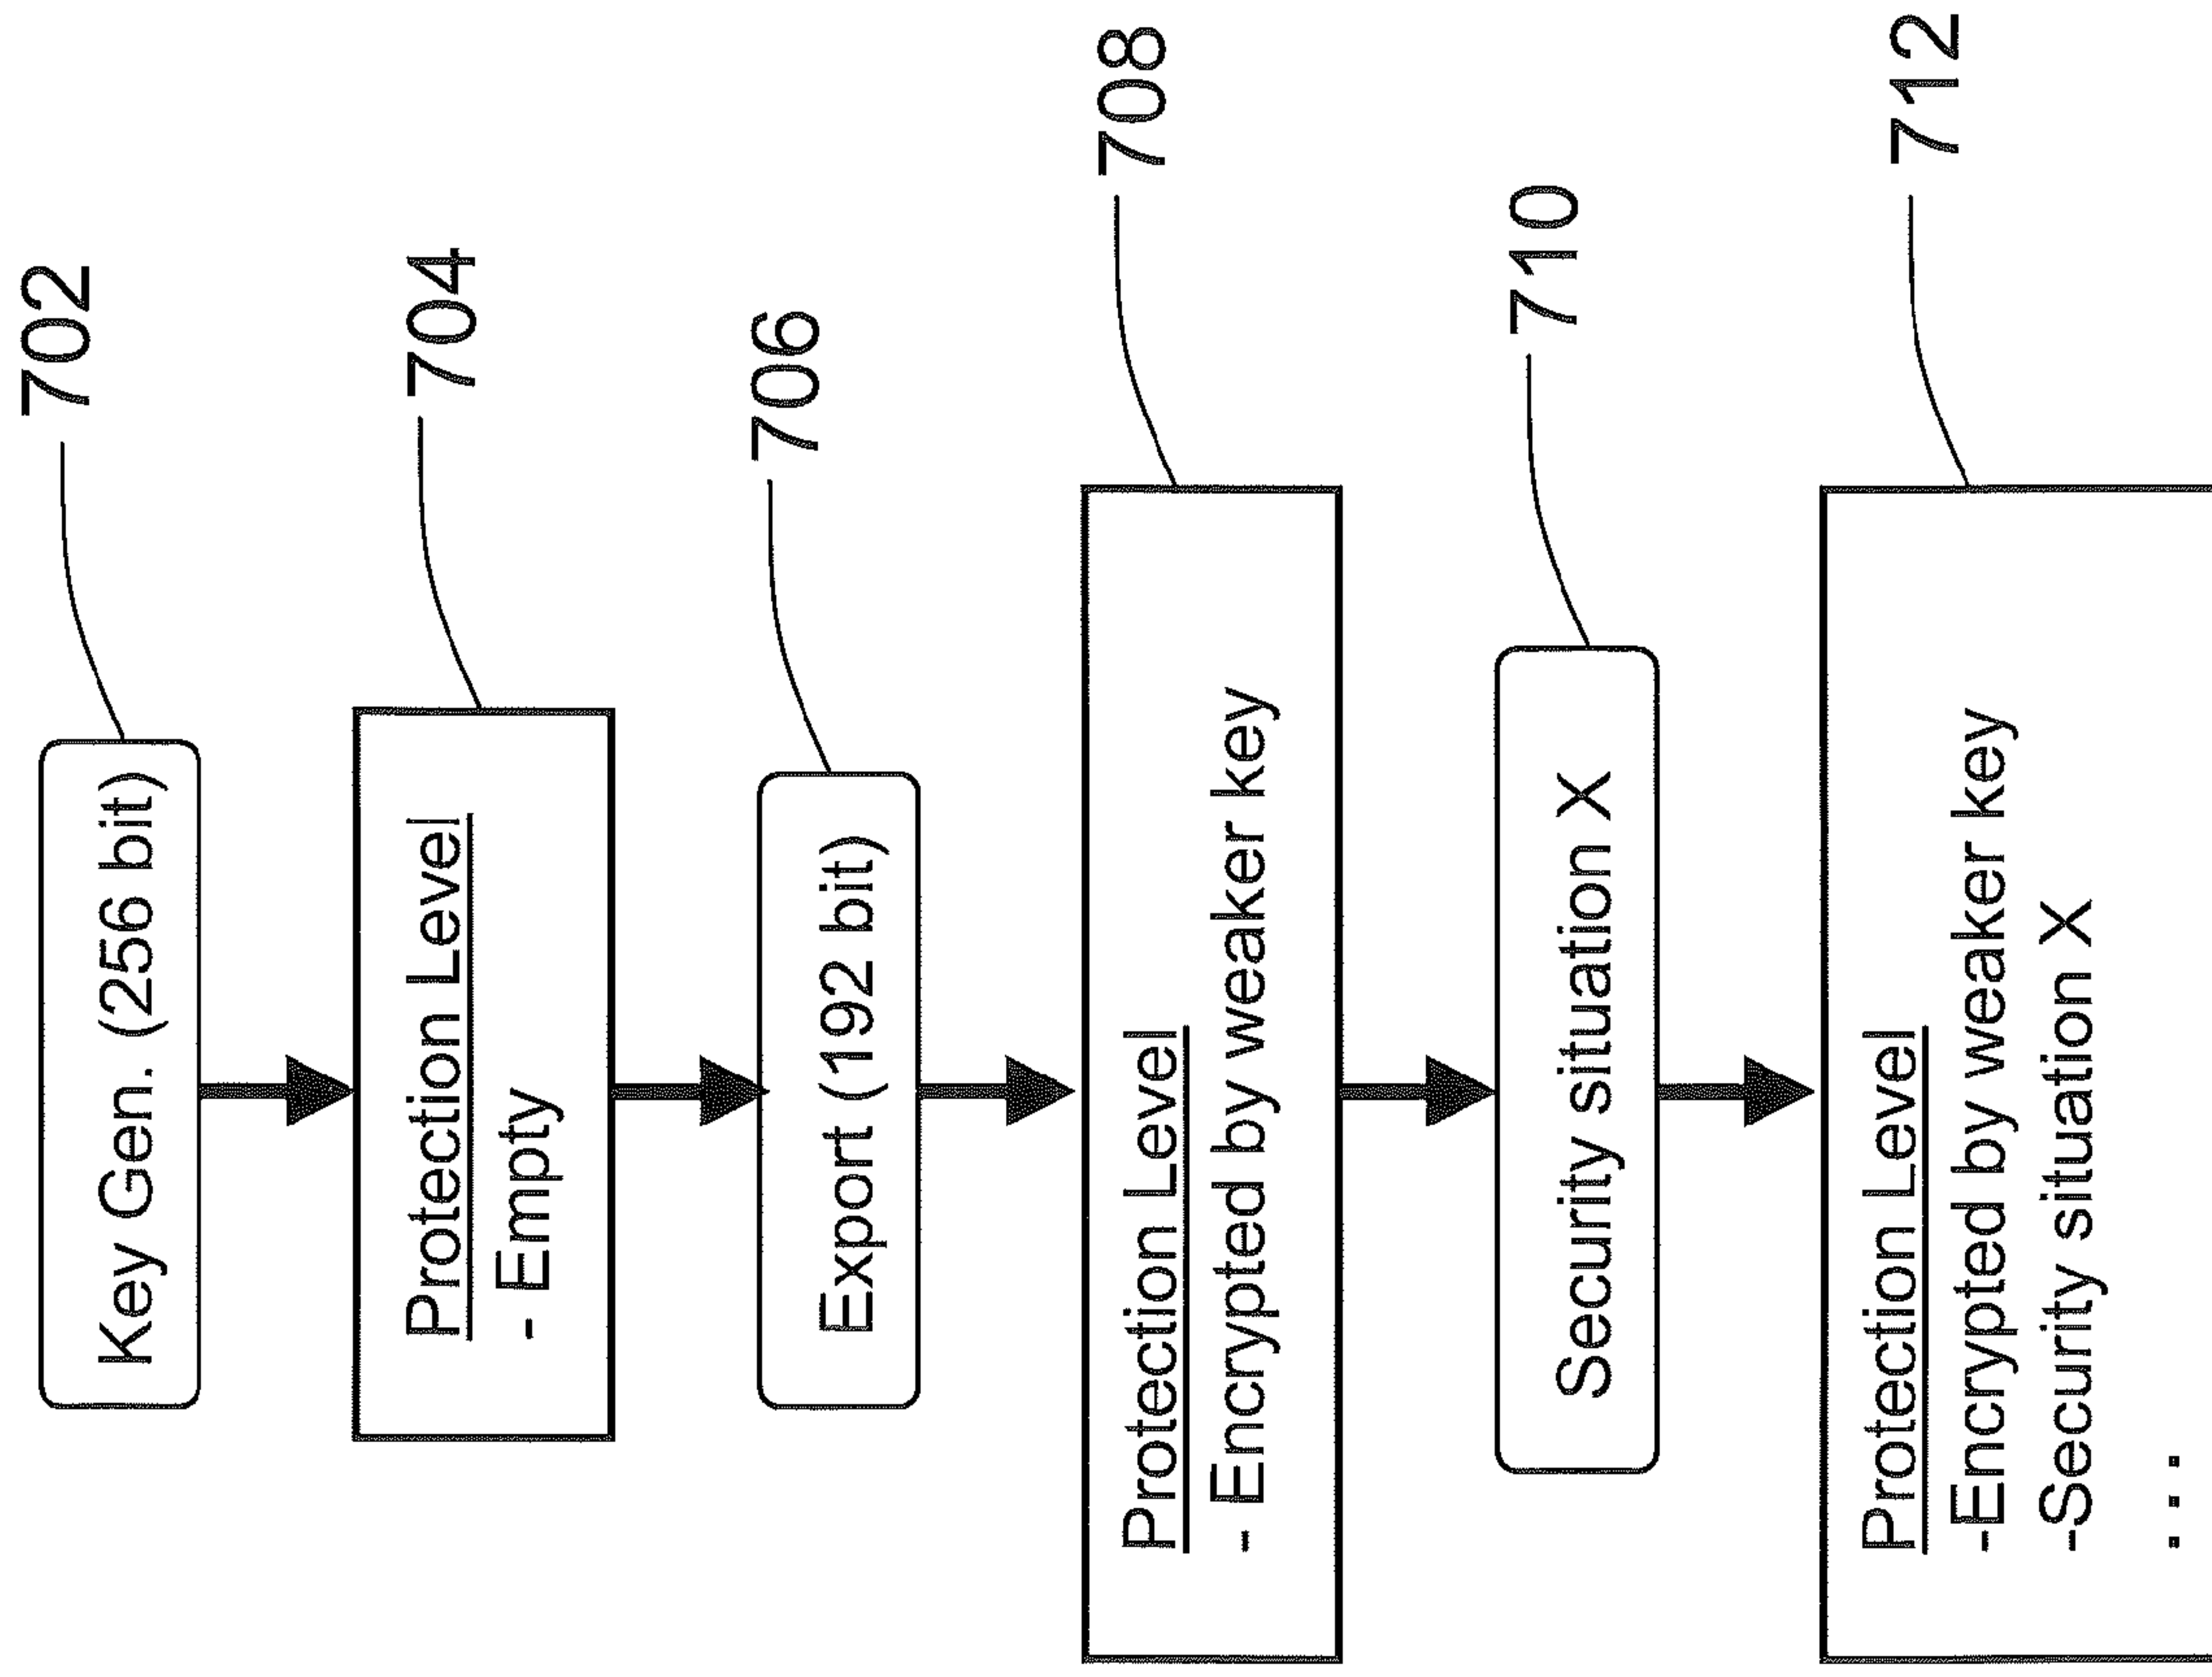 702
Key Gen. (256 bit)
704
Protection Level
- Empty
706
Export (192 bit)
708
Protection Level
- Encrypted by weaker key
710
Security situation X
712
Protection Level
-Encrypted by weaker key
-Security situation X
...